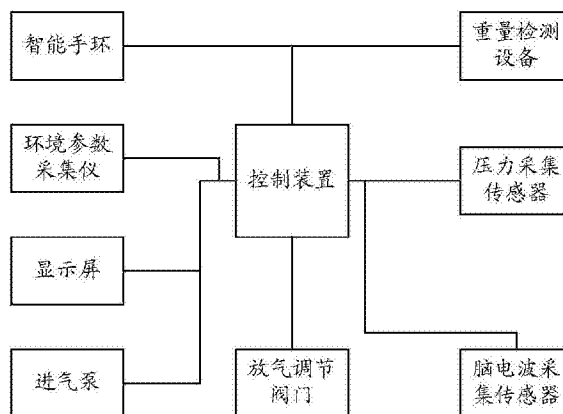 智能手环
重量检测
设备
环境参数
采集仪
控制装置
压力采集
传感器
显示屏
进气泵
放气调节
阀门
脑电波采
集传感器